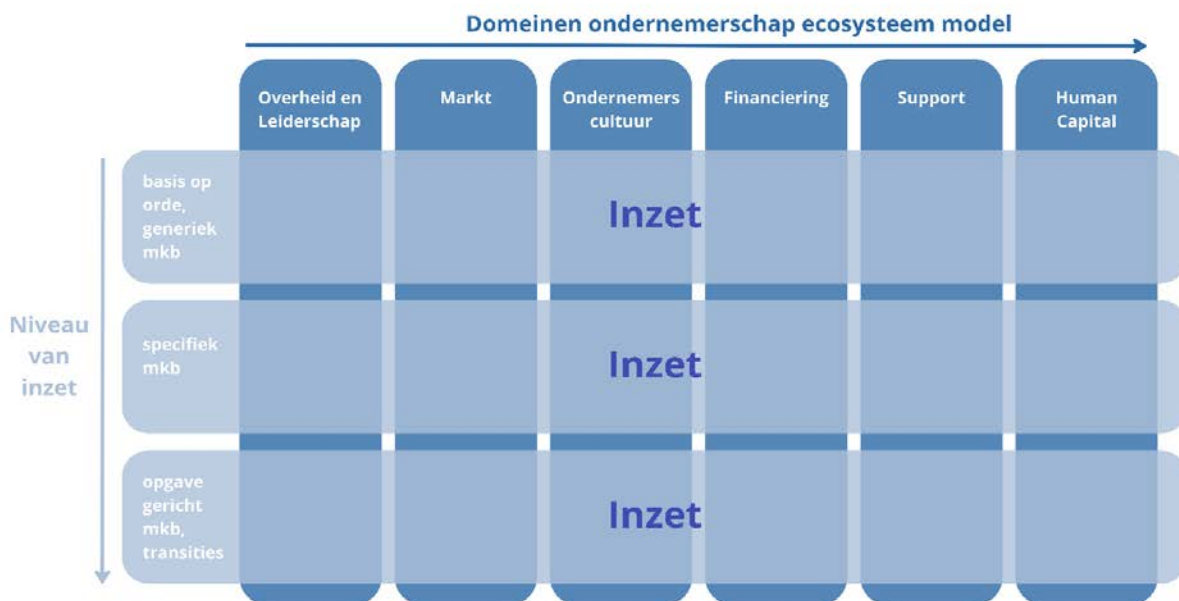 Domeinen ondernemerschap ecosysteem model
Overheid en
Leiderschap
Markt
Ondernemers
cultuur
Financiering
Support
Human
Capital
Niveau
van
inzet
basis op
orde,
generiek
mkb
Inzet
specifiek
mkb
Inzet
opgave
gericht
mkb,
transities
Inzet